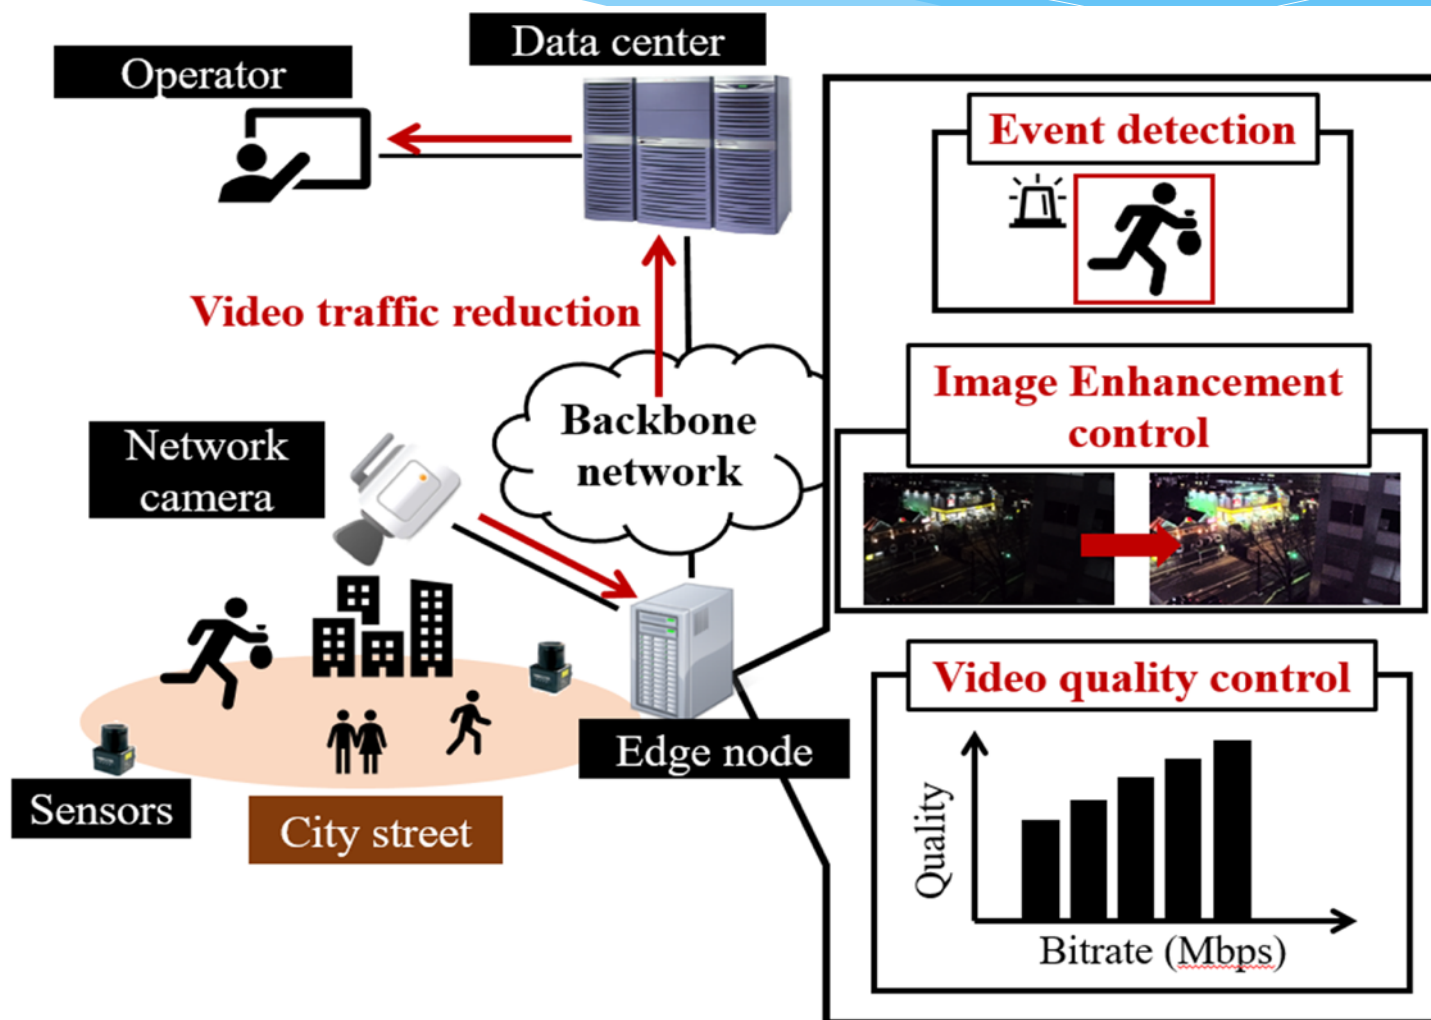 Operator
Data center
Video traffic reduction
Backbone
network
Network
camera
Edge node
Sensors
City street
Event detection
Image Enhancement
control
Video quality control
Quality
Bitrate (Mbps)